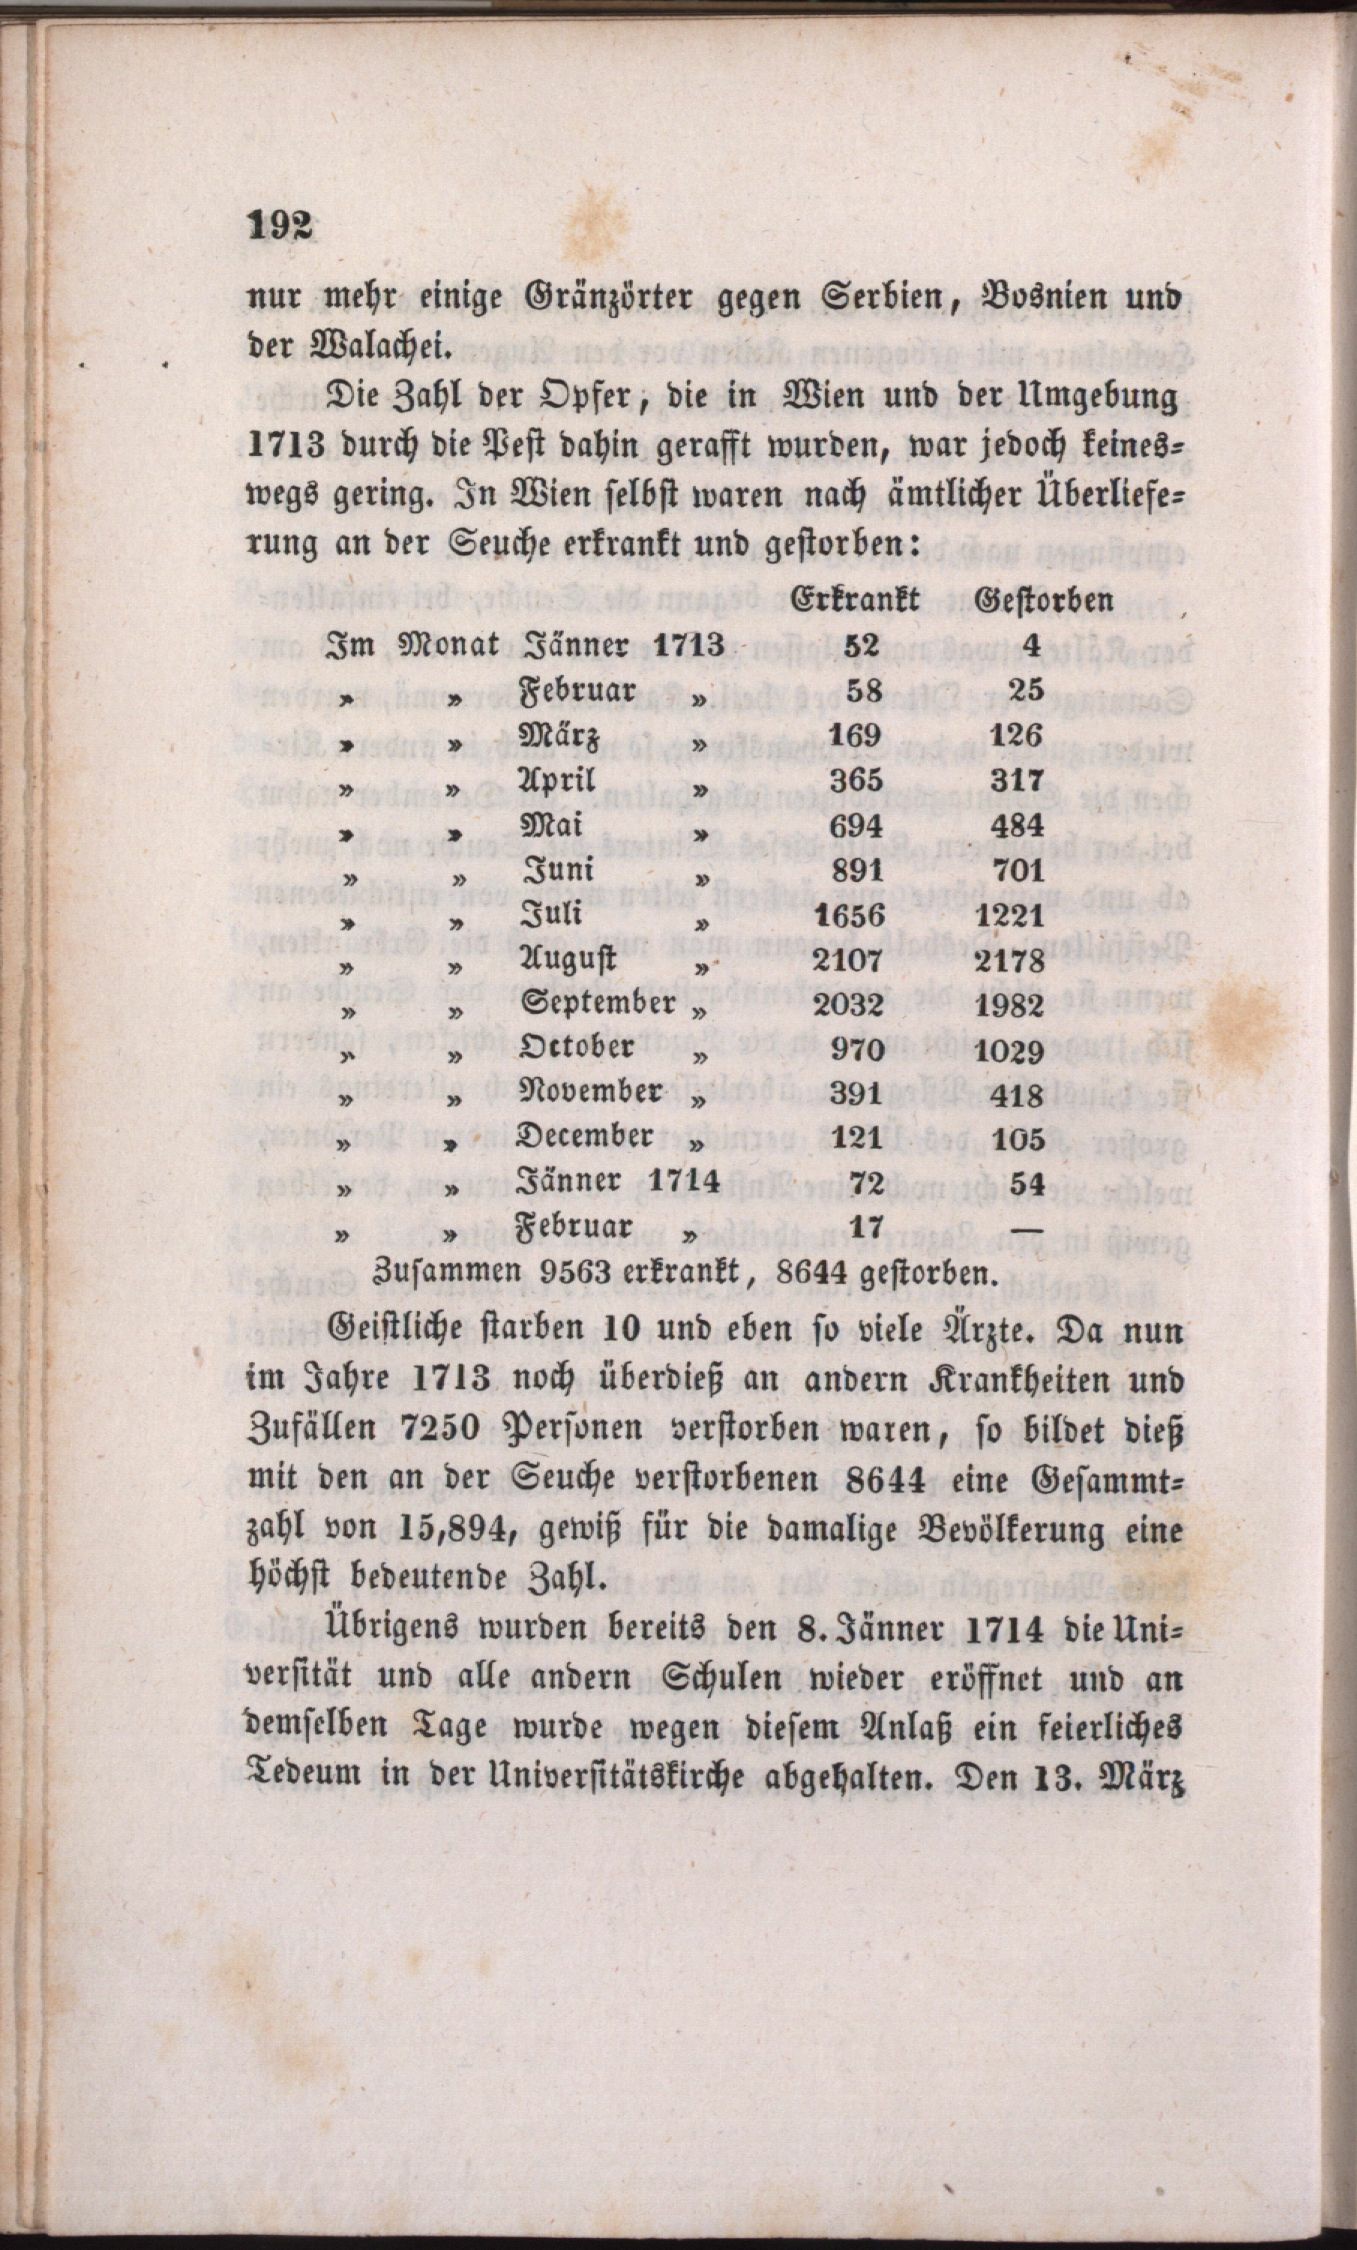 192
nur mehr einige Gränzörter gegen Serbien, Bosnien und
der Walachei.
Die Zahl der Opfer, die in Wien und der Umgebung
1713 durch die Pest dahin gerafft wurden, war jedoch keines=
wegs gering. In Wien selbst waren nach ämtlicher Überliefe=
rung an der Seuche erkrankt und gestorben:
Erkrankt Gestorben
Im Monat Jänner 1713 52 4
„ „ Februar „ 58 25
„ „ März „ 169 126
„ „ April „ 365 317
„ „ Mai „ 694 484
„ „ Juni „ 891 701
„ „ Juli „ 1656 1221
„ „ August „ 2107 2178
„ „ September „ 2032 1982
„ „ October „ 970 1029
„ „ November „ 391 418
„ „ December „ 121 105
„ „ Jänner 1714 72 54
„ „ Februar „ 17 —
Zusammen 9563 erkrankt, 8644 gestorben.
Geistliche starben 10 und eben so viele Ärzte. Da nun
im Jahre 1713 noch überdieß an andern Krankheiten und
Zufällen 7250 Personen verstorben waren, so bildet dieß
mit den an der Seuche verstorbenen 8644 eine Gesammt=
zahl von 15,894, gewiß für die damalige Bevölkerung eine
höchst bedeutende Zahl.
Übrigens wurden bereits den 8. Jänner 1714 die Uni=
versität und alle andern Schulen wieder eröffnet und an
demselben Tage wurde wegen diesem Anlaß ein feierliches
Tedeum in der Universitätskirche abgehalten. Den 13. März